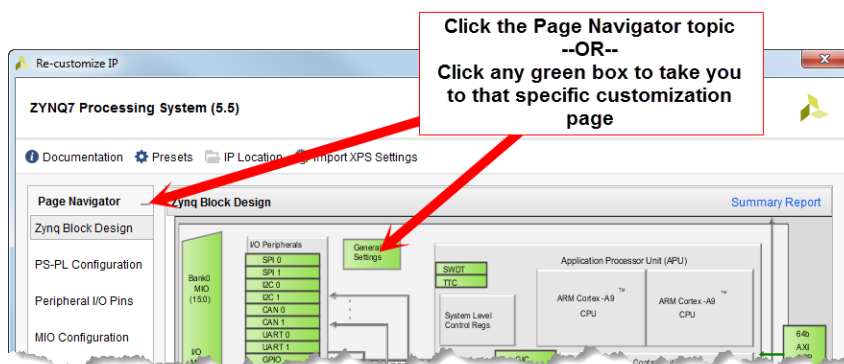 Click the Page Navigator topic
--OR--
Click any green box to take you
to that specific customization
page
Re-customize IP
ZYNQ7 Processing System (5.5)
Documentation Presets IP Location Import XPS Settings
Page Navigator
Zynq Block Design
PS-PL Configuration
Peripheral I/O Pins
MIO Configuration
Zynq Block Design
Summary Report
Bank0
MIO
(15:0)
I/O
I/O Peripherals
SPI 0
SPI 1
I2C 0
I2C 1
CAN 0
CAN 1
UART 0
UART 1
GPIO
General
Settings
SWDT
TTC
System Level
Control Regs
Application Processor Unit (APU)
ARM Cortex -A9 ™
CPU
ARM Cortex -A9 ™
CPU
64b
AXI